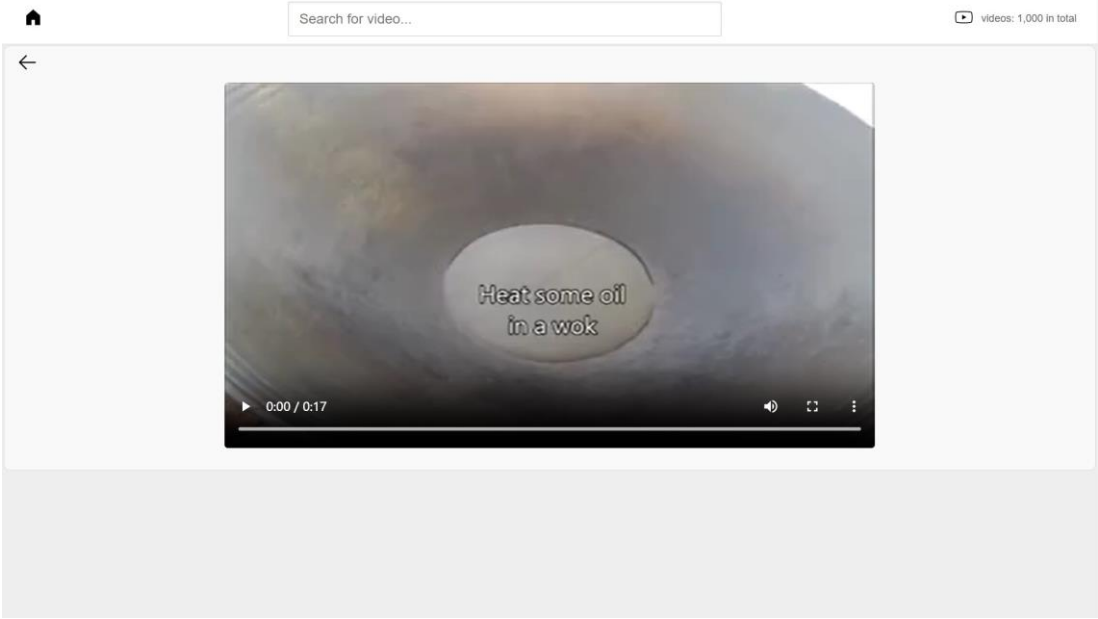 Search for video...
videos: 1,000 in total
Heat some oil
in a wok
0:00 / 0:17